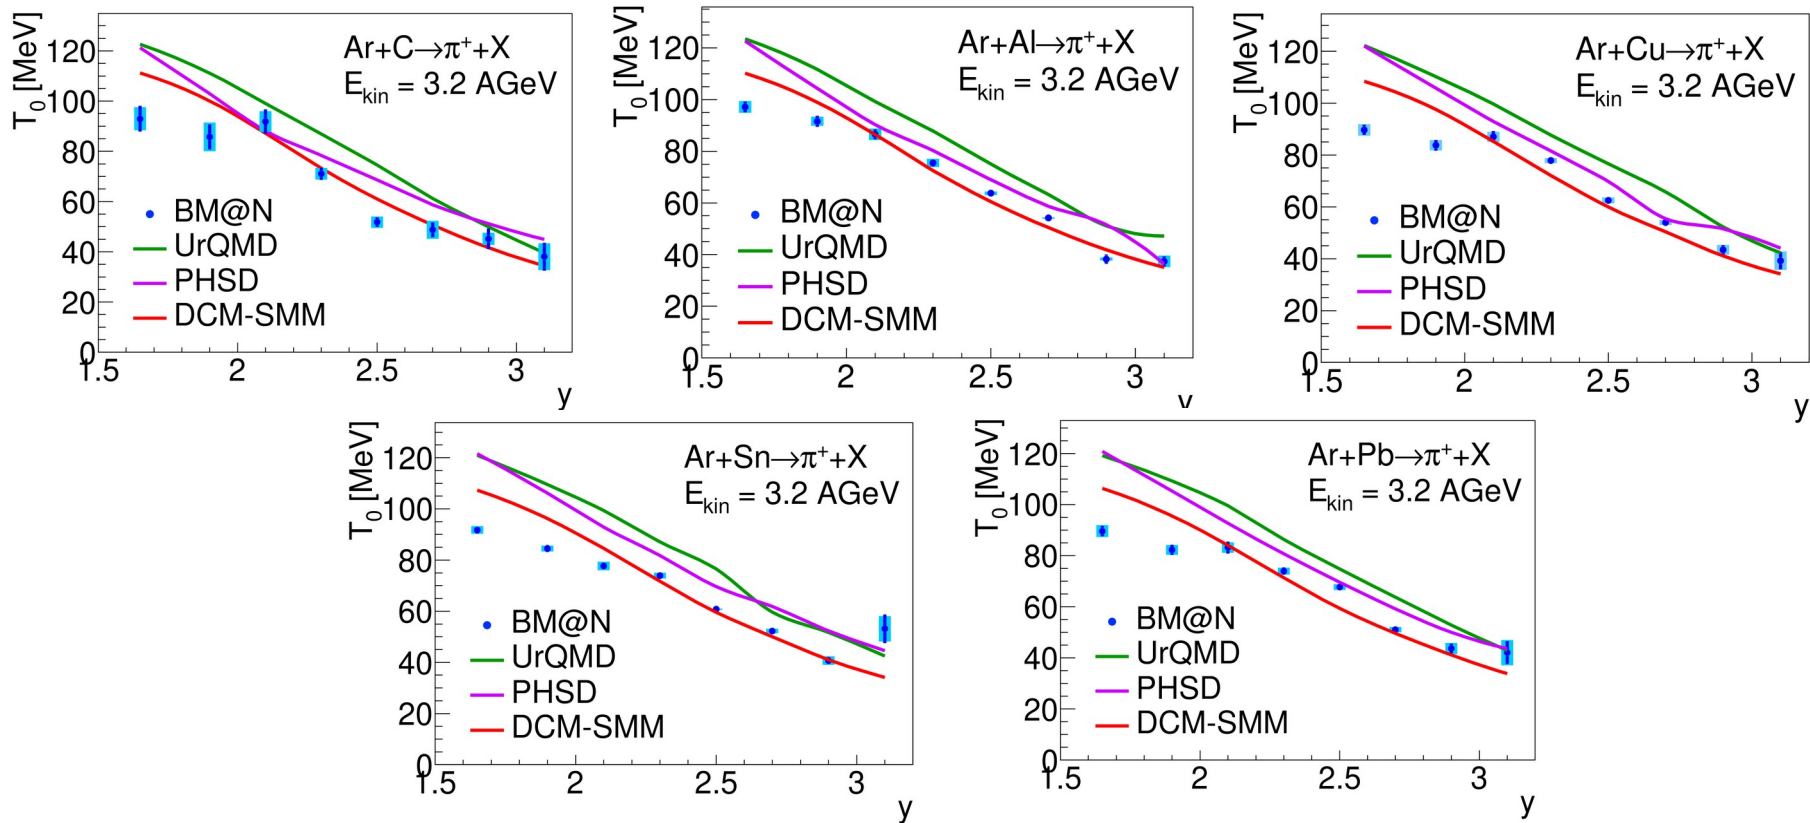 T0 [MeV]
Ar+C→π++X
Ekin = 3.2 AGeV
120
100
80
60
40
20
0
BM@N
UrQMD
PHSD
DCM-SMM
1.5
2
2.5
3
y
T0 [MeV]
Ar+Al→π++X
Ekin = 3.2 AGeV
120
100
80
60
40
20
0
BM@N
UrQMD
PHSD
DCM-SMM
1.5
2
2.5
3
y
T0 [MeV]
Ar+Cu→π++X
Ekin = 3.2 AGeV
120
100
80
60
40
20
0
BM@N
UrQMD
PHSD
DCM-SMM
1.5
2
2.5
3
y
T0 [MeV]
Ar+Sn→π++X
Ekin = 3.2 AGeV
120
100
80
60
40
20
0
BM@N
UrQMD
PHSD
DCM-SMM
1.5
2
2.5
3
y
T0 [MeV]
Ar+Pb→π++X
Ekin = 3.2 AGeV
120
100
80
60
40
20
0
BM@N
UrQMD
PHSD
DCM-SMM
1.5
2
2.5
3
y